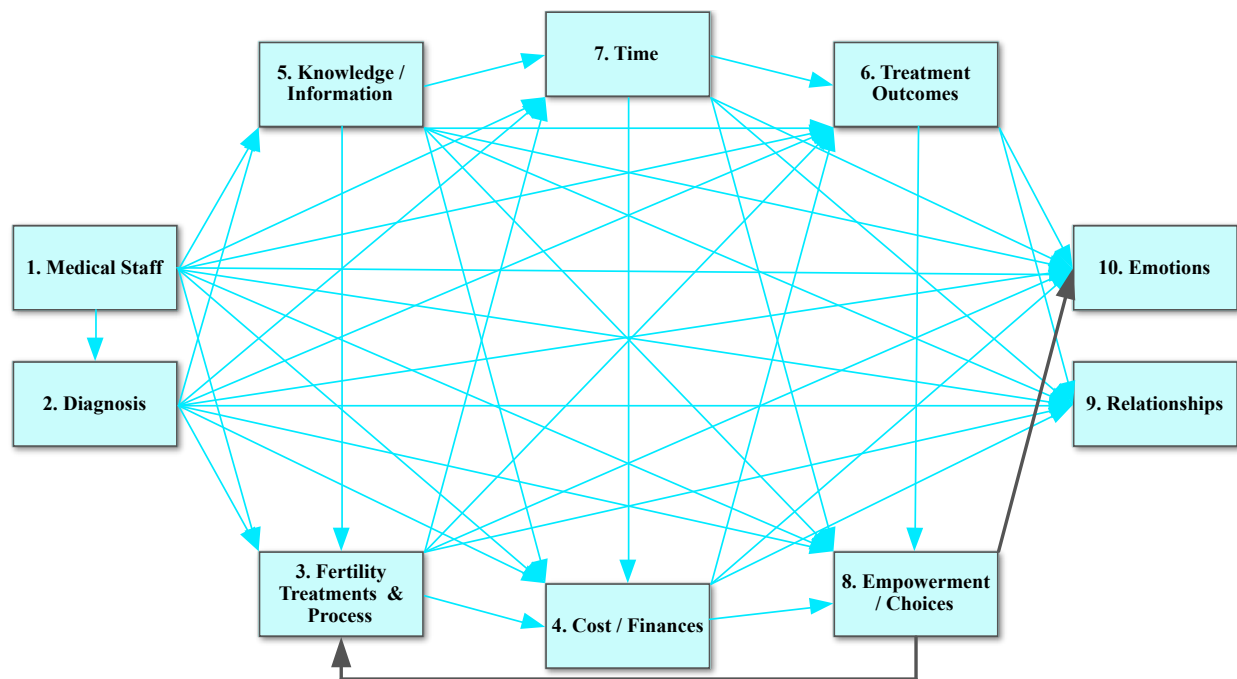 7. Time
5. Knowledge /
Information
6. Treatment
Outcomes
1. Medical Staff
10. Emotions
2. Diagnosis
9. Relationships
3. Fertility
Treatments &
Process
4. Cost / Finances
8. Empowerment
/ Choices